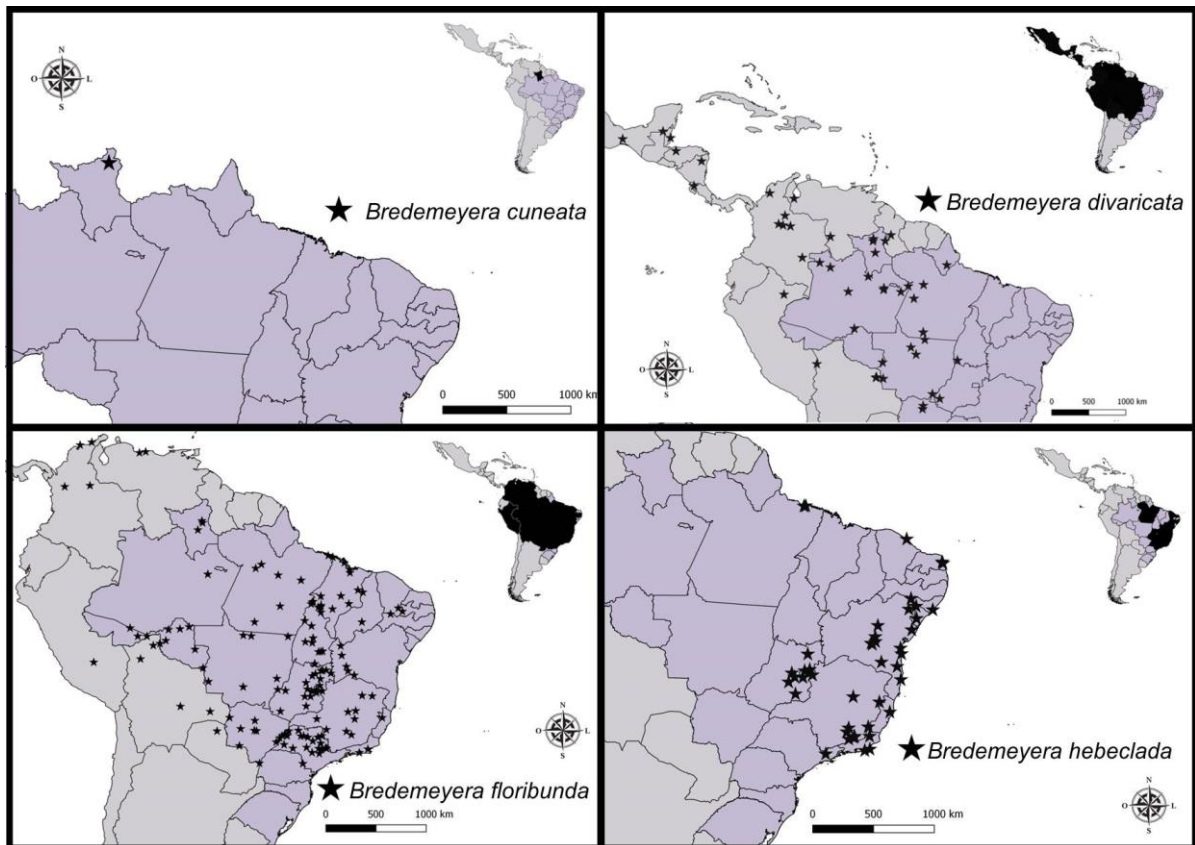 N
O L
S
Bredemeyera cuneata
0 500 1000 km
Bredemeyera divaricata
N
O L
S
0 500 1000 km
N
O L
S
Bredemeyera floribunda
0 500 1000 km
Bredemeyera hebeclada
N
O L
S
0 500 1000 km